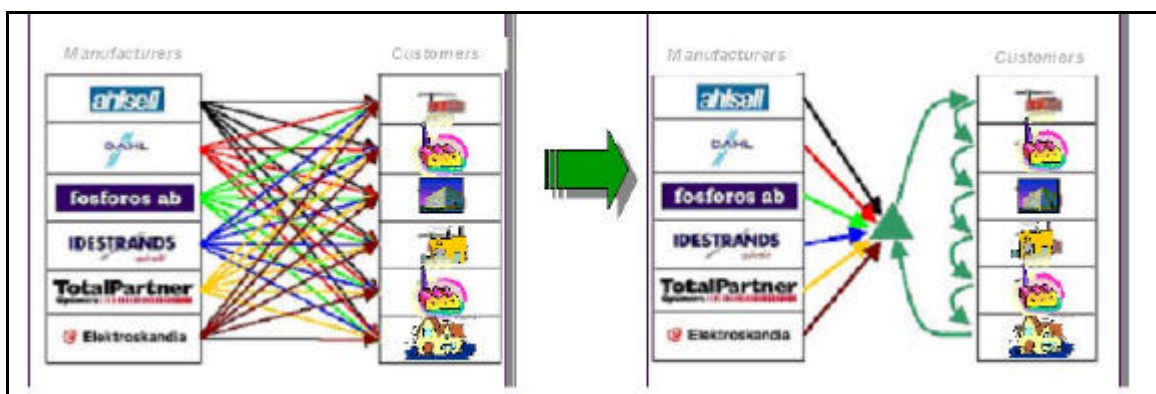 Manufacturers
Customers
ahlsell
DAHL
fosforos ab
IDESTRANDS
TotalPartner
Elektroskandia
Manufacturers
Customers
ahlsell
DAHL
fosforos ab
IDESTRANDS
TotalPartner
Elektroskandia